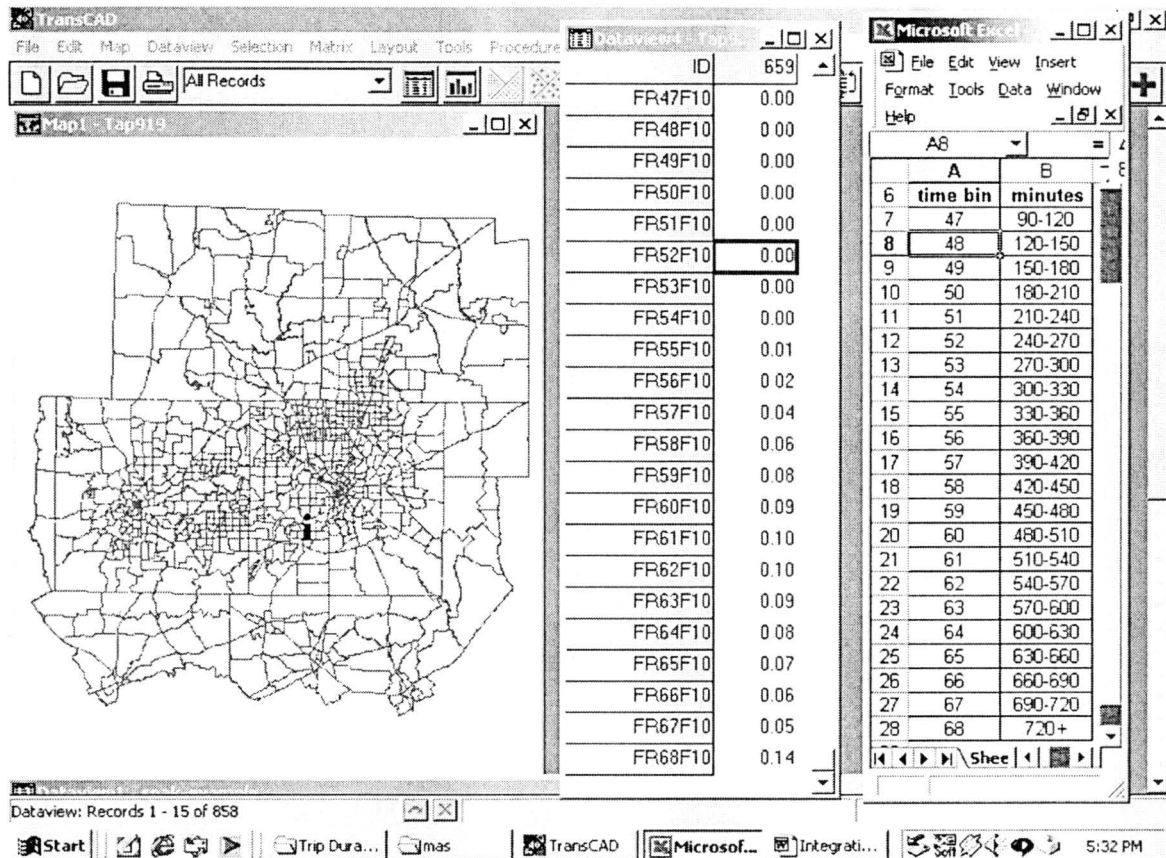 TransCAD
File Edit Map Dataview Selection Matrix Layout Tools Procedure
All Records
Map1 - Tap919
ID 659
FR47F10 0.00
FR48F10 0.00
FR49F10 0.00
FR50F10 0.00
FR51F10 0.00
FR52F10 0.00
FR53F10 0.00
FR54F10 0.00
FR55F10 0.01
FR56F10 0.02
FR57F10 0.04
FR58F10 0.06
FR59F10 0.08
FR60F10 0.09
FR61F10 0.10
FR62F10 0.10
FR63F10 0.09
FR64F10 0.08
FR65F10 0.07
FR66F10 0.06
FR67F10 0.05
FR68F10 0.14
Microsoft Excel
File Edit View Insert
Format Tools Data Window
Help
A8 =
A B
6 time bin minutes
7 47 90-120
8 48 120-150
9 49 150-180
10 50 180-210
11 51 210-240
12 52 240-270
13 53 270-300
14 54 300-330
15 55 330-360
16 56 360-390
17 57 390-420
18 58 420-450
19 59 450-480
20 60 480-510
21 61 510-540
22 62 540-570
23 63 570-600
24 64 600-630
25 65 630-660
26 66 660-690
27 67 690-720
28 68 720+
Shee
Dataview: Records 1 - 15 of 858
Start Trip Dura... mas TransCAD Microsof... Integrati... 5:32 PM